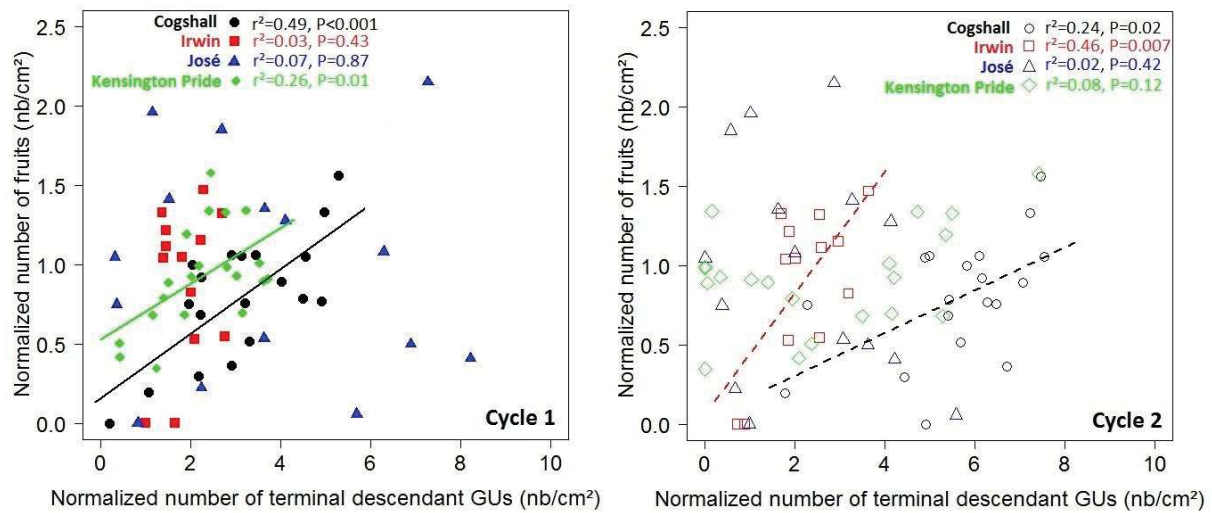 Normalized number of fruits (nb/cm²)
2.5
2.0
1.5
1.0
0.5
0.0
Cogshall r²=0.49, P<0.001
Irwin r²=0.03, P=0.43
José r²=0.07, P=0.87
Kensington Pride r²=0.26, P=0.01
Cycle 1
0 2 4 6 8 10
Normalized number of terminal descendant GUs (nb/cm²)
Normalized number of fruits (nb/cm²)
2.5
2.0
1.5
1.0
0.5
0.0
Cogshall r²=0.24, P=0.02
Irwin r²=0.46, P=0.007
José r²=0.02, P=0.42
Kensington Pride r²=0.08, P=0.12
Cycle 2
0 2 4 6 8 10
Normalized number of terminal descendant GUs (nb/cm²)